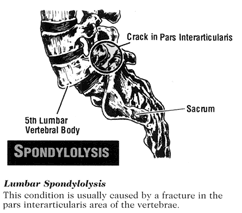 Crack in Pars Interarticularis
5th Lumbar
Vertebral Body
Sacrum
SPONDYLOLYSIS
Lumbar Spondylolysis
This condition is usually caused by a fracture in the
pars interarticularis area of the vertebrae.